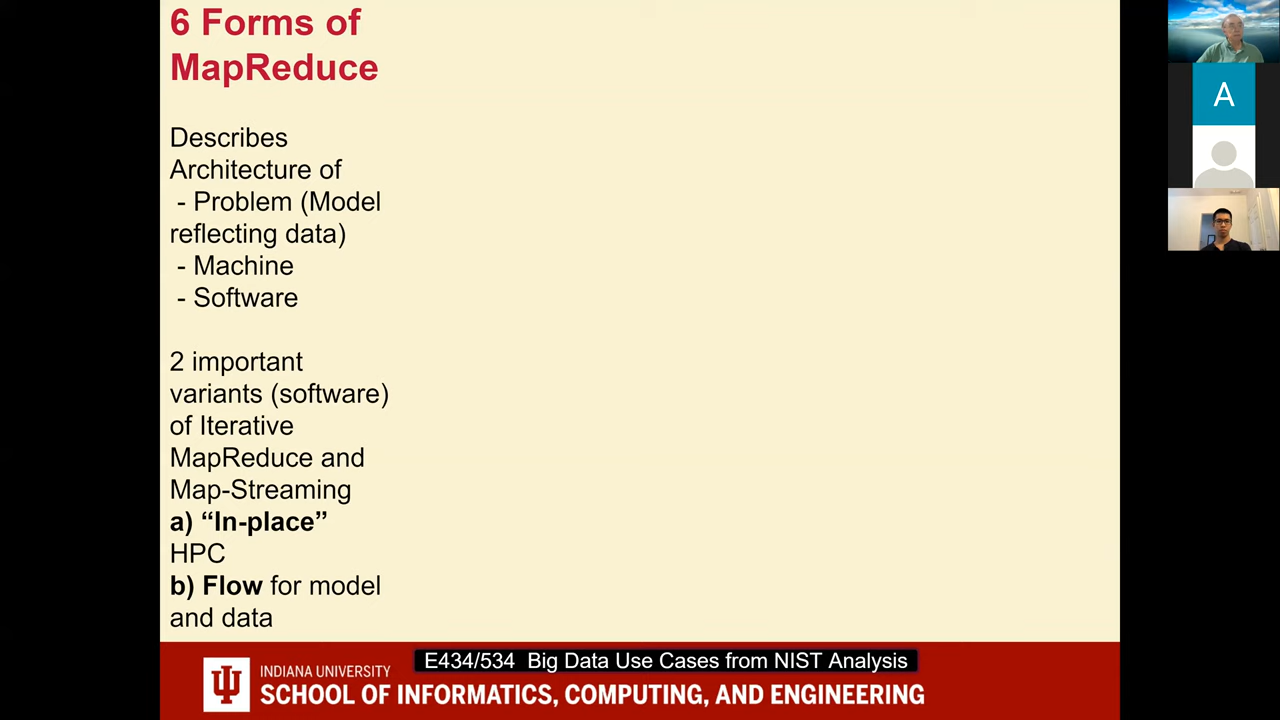 6 Forms of
MapReduce
Describes
Architecture of
- Problem (Model
reflecting data)
- Machine
- Software
2 important
variants (software)
of Iterative
MapReduce and
Map-Streaming
a) “In-place”
HPC
b) Flow for model
and data
E434/534 Big Data Use Cases from NIST Analysis
INDIANA UNIVERSITY
SCHOOL OF INFORMATICS, COMPUTING, AND ENGINEERING
A